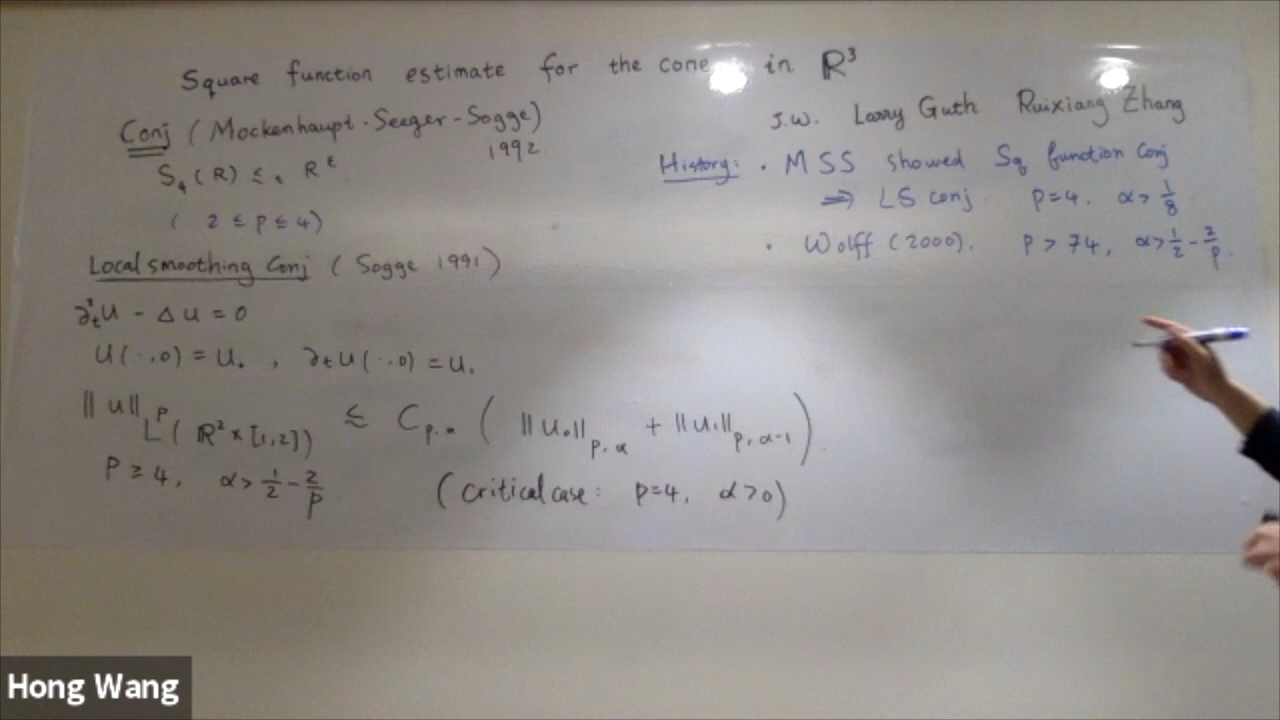 Square function estimate for the cone in ℝ³
Conj (Mockenhaupt-Seeger-Sogge)
1992
S₄(R) ≲ₑ R^ε
( 2 ≤ p ≤ 4)
Local smoothing Conj ( Sogge 1991)
∂ₜ²u - Δu = 0
u(·,0) = u₀ , ∂ₜu(·,0) = u₁
‖u‖_{L^p(ℝ²×[1,2])} ≲ C_{p,α} ( ‖u₀‖_{p,α} + ‖u₁‖_{p,α-1} )
p ≥ 4, α > 1/2 - 2/p
(critical case: p=4, α>0)
J.W. Larry Guth Ruixiang Zhang
History: · MSS showed Sq function Conj
⇒ LS conj p=4. α > 1/8
· Wolff (2000). p > 74, α > 1/2 - 2/p.
Hong Wang